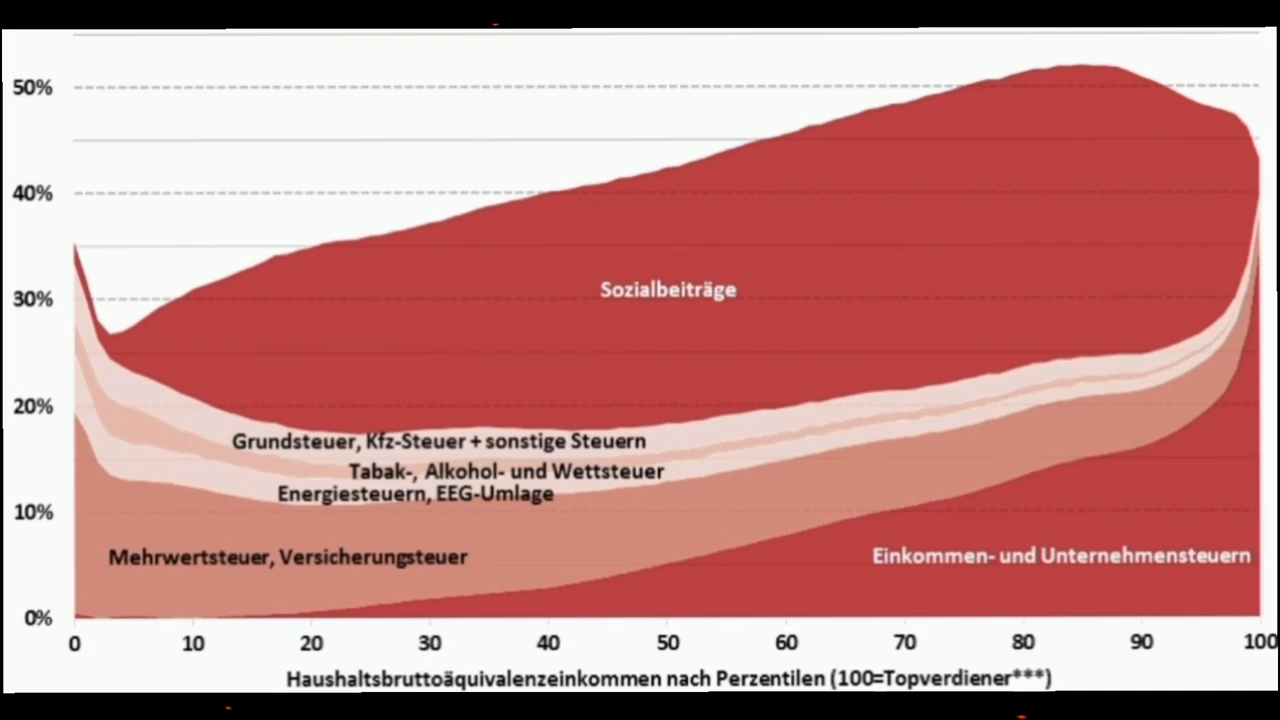 50%
40%
30%
20%
10%
0%
Sozialbeiträge
Grundsteuer, Kfz-Steuer + sonstige Steuern
Tabak-, Alkohol- und Wettsteuer
Energiesteuern, EEG-Umlage
Mehrwertsteuer, Versicherungsteuer
Einkommen- und Unternehmensteuern
0 10 20 30 40 50 60 70 80 90 100
Haushaltsbruttoäquivalenzeinkommen nach Perzentilen (100=Topverdiener***)